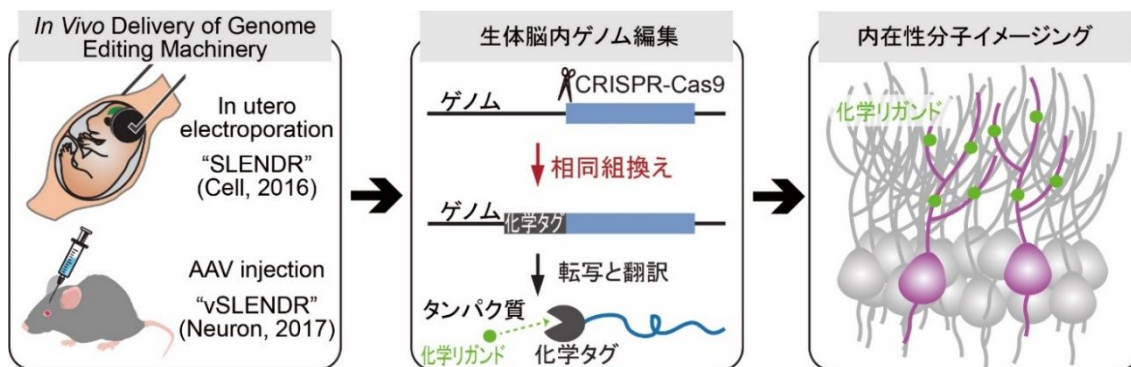 In Vivo Delivery of Genome
Editing Machinery
In utero
electroporation
“SLENDR”
(Cell, 2016)
AAV injection
“vSLENDR”
(Neuron, 2017)
生体脳内ゲノム編集
CRISPR-Cas9
ゲノム
相同組換え
ゲノム
化学タグ
転写と翻訳
タンパク質
化学リガンド
化学タグ
内在性分子イメージング
化学リガンド